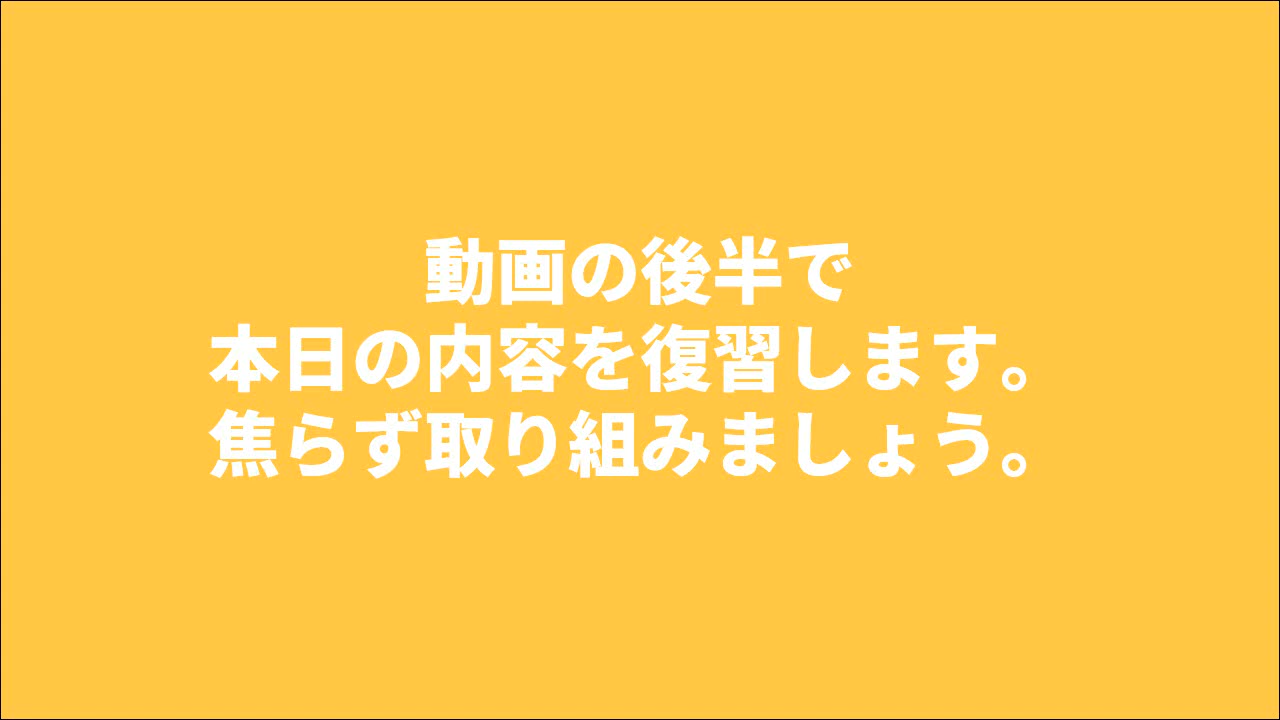 動画の後半で
本日の内容を復習します。
焦らず取り組みましょう。